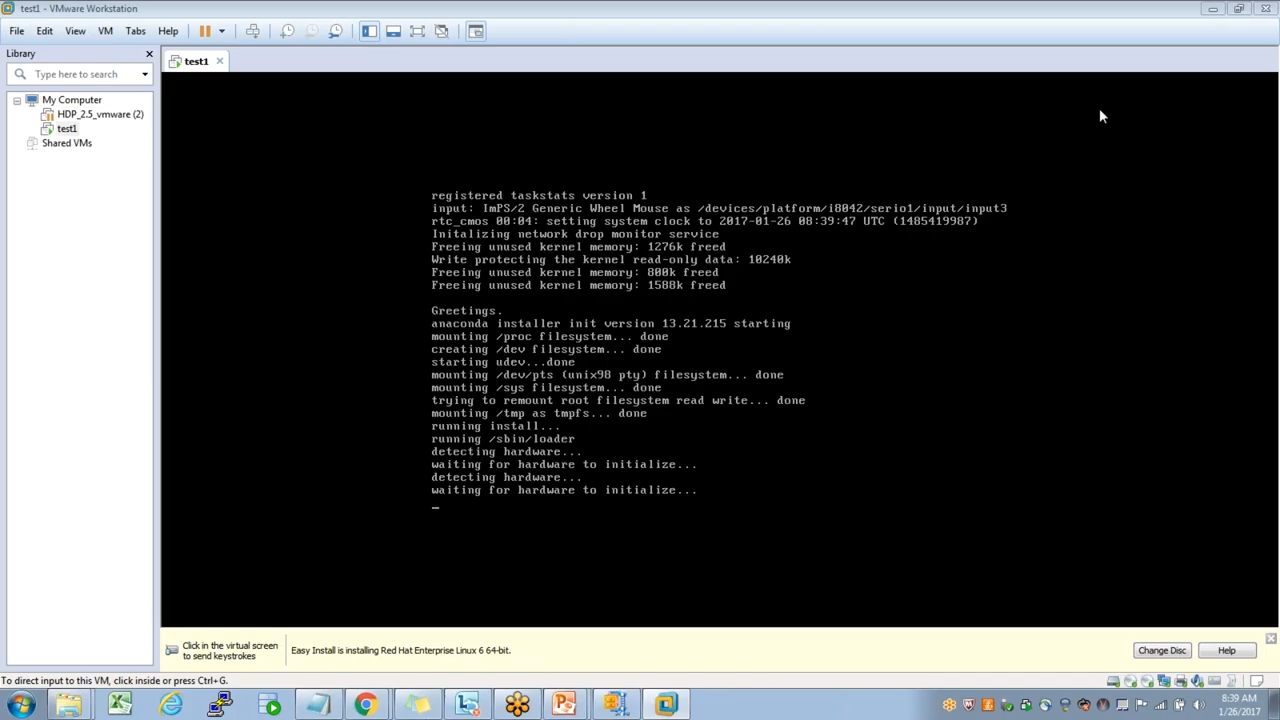 test1 - VMware Workstation
File Edit View VM Tabs Help
Library
Type here to search
My Computer
HDP_2.5_vmware (2)
test1
Shared VMs
test1
registered taskstats version 1
input: ImPS/2 Generic Wheel Mouse as /devices/platform/i8042/serio1/input/input3
rtc_cmos 00:04: setting system clock to 2017-01-26 08:39:47 UTC (1485419987)
Initalizing network drop monitor service
Freeing unused kernel memory: 1276k freed
Write protecting the kernel read-only data: 10240k
Freeing unused kernel memory: 800k freed
Freeing unused kernel memory: 1588k freed
Greetings.
anaconda installer init version 13.21.215 starting
mounting /proc filesystem... done
creating /dev filesystem... done
starting udev...done
mounting /dev/pts (unix98 pty) filesystem... done
mounting /sys filesystem... done
trying to remount root filesystem read write... done
mounting /tmp as tmpfs... done
running install...
running /sbin/loader
detecting hardware...
waiting for hardware to initialize...
detecting hardware...
waiting for hardware to initialize...
Click in the virtual screen
to send keystrokes
Easy Install is installing Red Hat Enterprise Linux 6 64-bit.
Change Disc
Help
To direct input to this VM, click inside or press Ctrl+G.
8:39 AM
1/26/2017